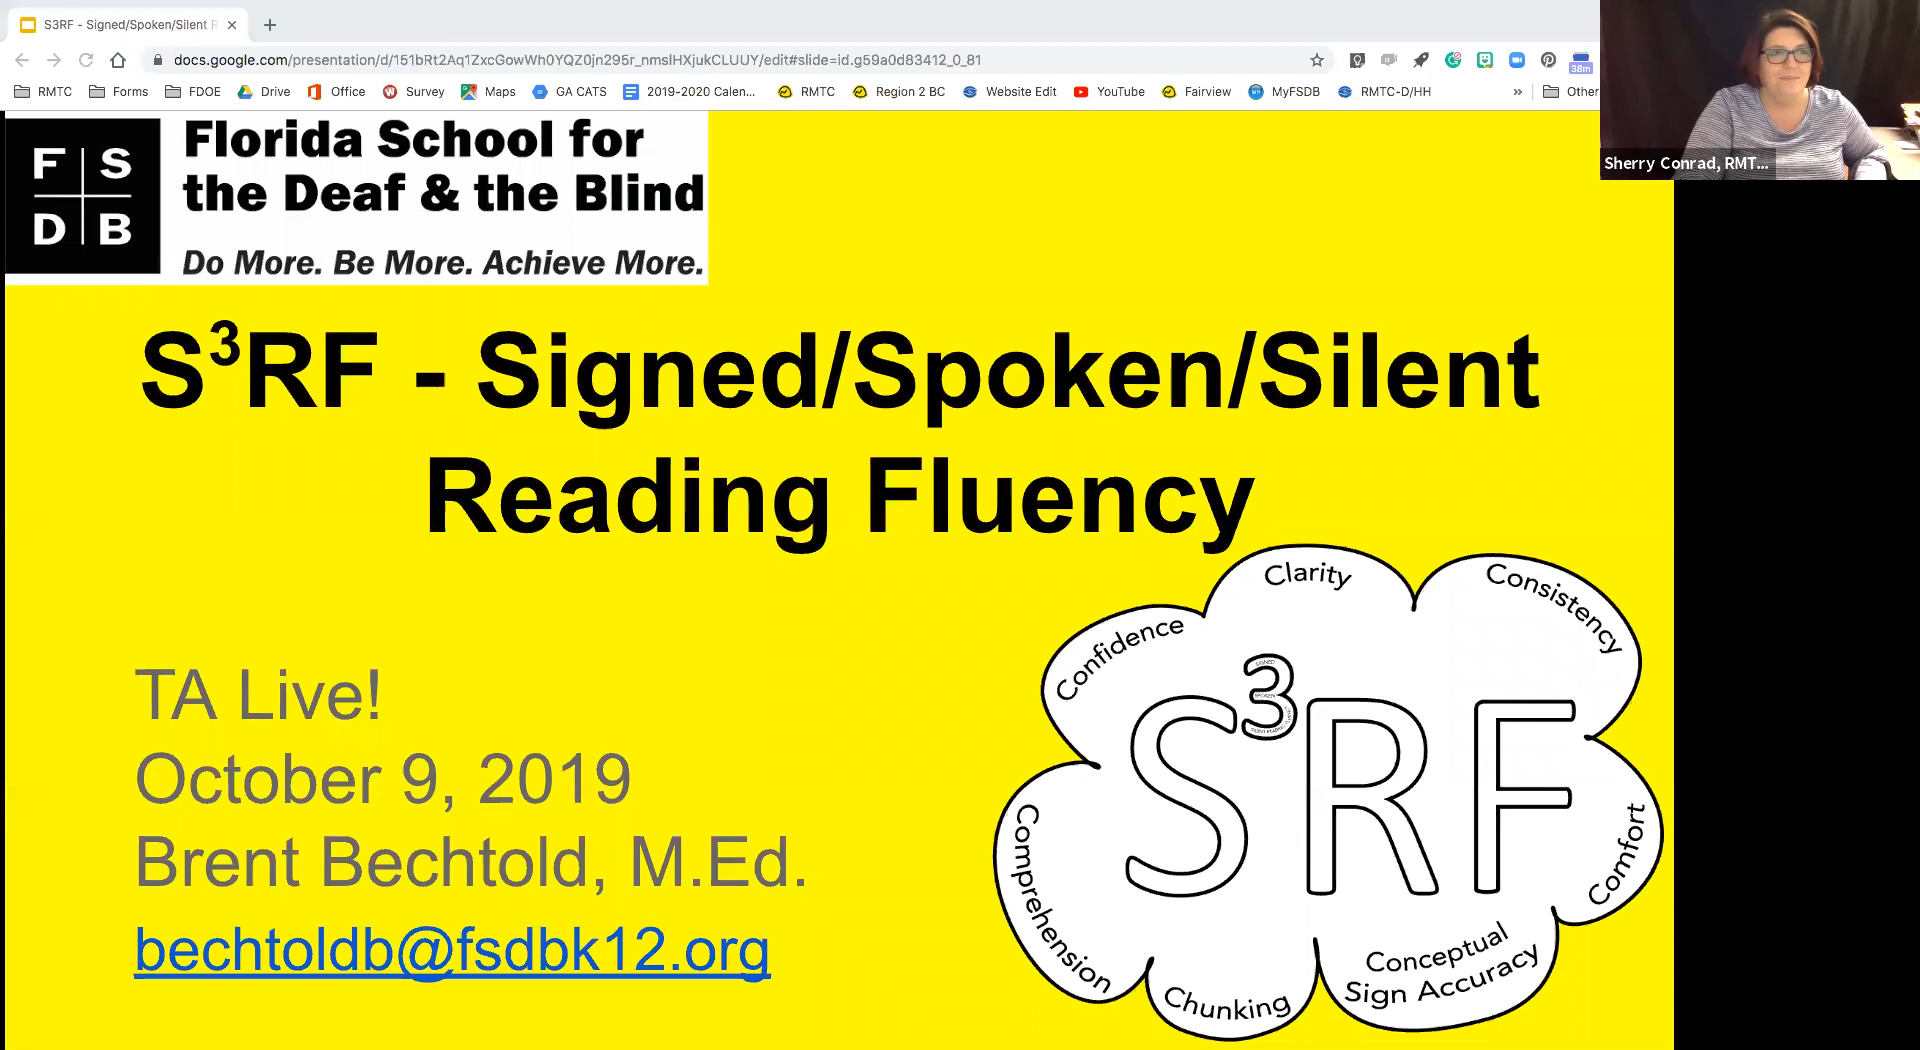 S3RF - Signed/Spoken/Silent R
docs.google.com/presentation/d/151bRt2Aq1ZxcGowWh0YQZ0jn295r_nmslHXjukCLUUY/edit#slide=id.g59a0d83412_0_81
38m
RMTC Forms FDOE Drive Office Survey Maps GA CATS 2019-2020 Calen... RMTC Region 2 BC Website Edit YouTube Fairview MyFSDB RMTC-D/HH » Other
Sherry Conrad, RMT...
F S
D B
Florida School for
the Deaf & the Blind
Do More. Be More. Achieve More.
S³RF - Signed/Spoken/Silent
Reading Fluency
TA Live!
October 9, 2019
Brent Bechtold, M.Ed.
bechtoldb@fsdbk12.org
Clarity
Consistency
Confidence
S³RF
Comfort
Comprehension
Conceptual
Sign Accuracy
Chunking